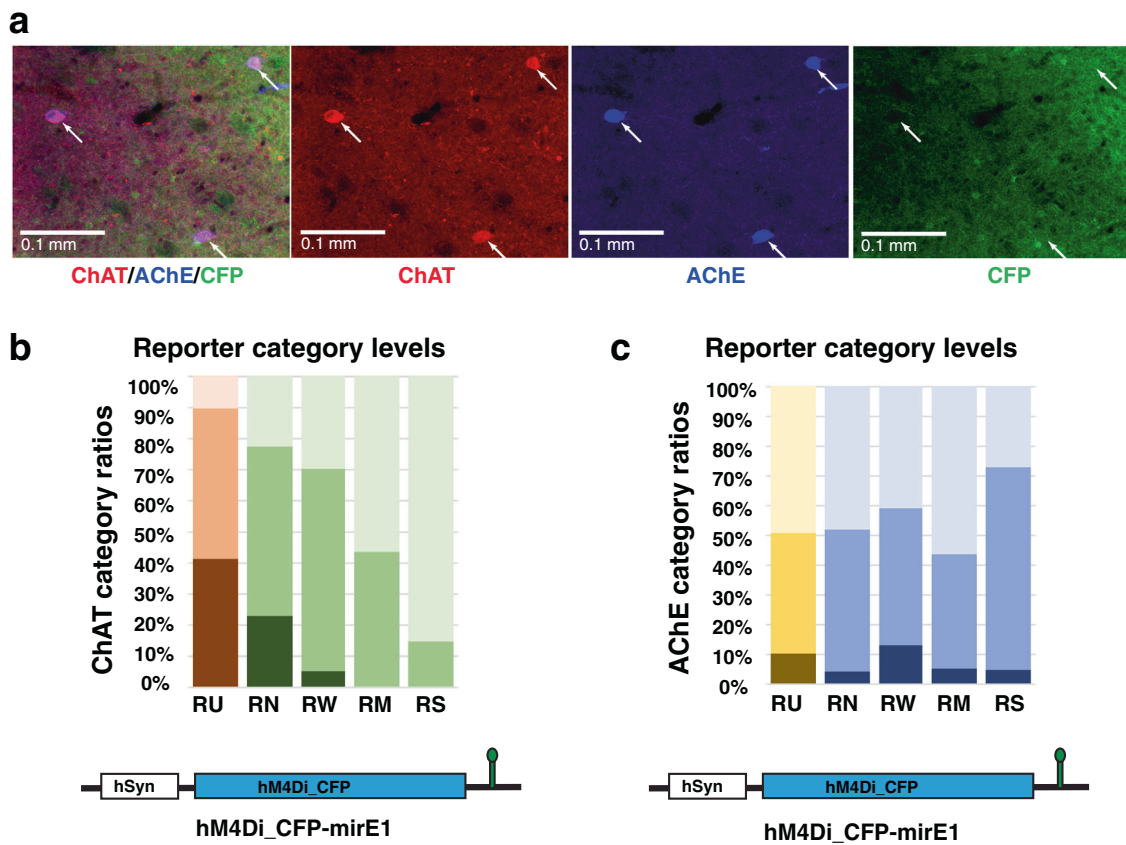 a
0.1 mm
0.1 mm
0.1 mm
0.1 mm
ChAT/AChE/CFP
ChAT
AChE
CFP
b
Reporter category levels
ChAT category ratios
100%
90%
80%
70%
60%
50%
40%
30%
20%
10%
0%
RU RN RW RM RS
hSyn
hM4Di_CFP
hM4Di_CFP-mirE1
c
Reporter category levels
AChE category ratios
100%
90%
80%
70%
60%
50%
40%
30%
20%
10%
0%
RU RN RW RM RS
hSyn
hM4Di_CFP
hM4Di_CFP-mirE1